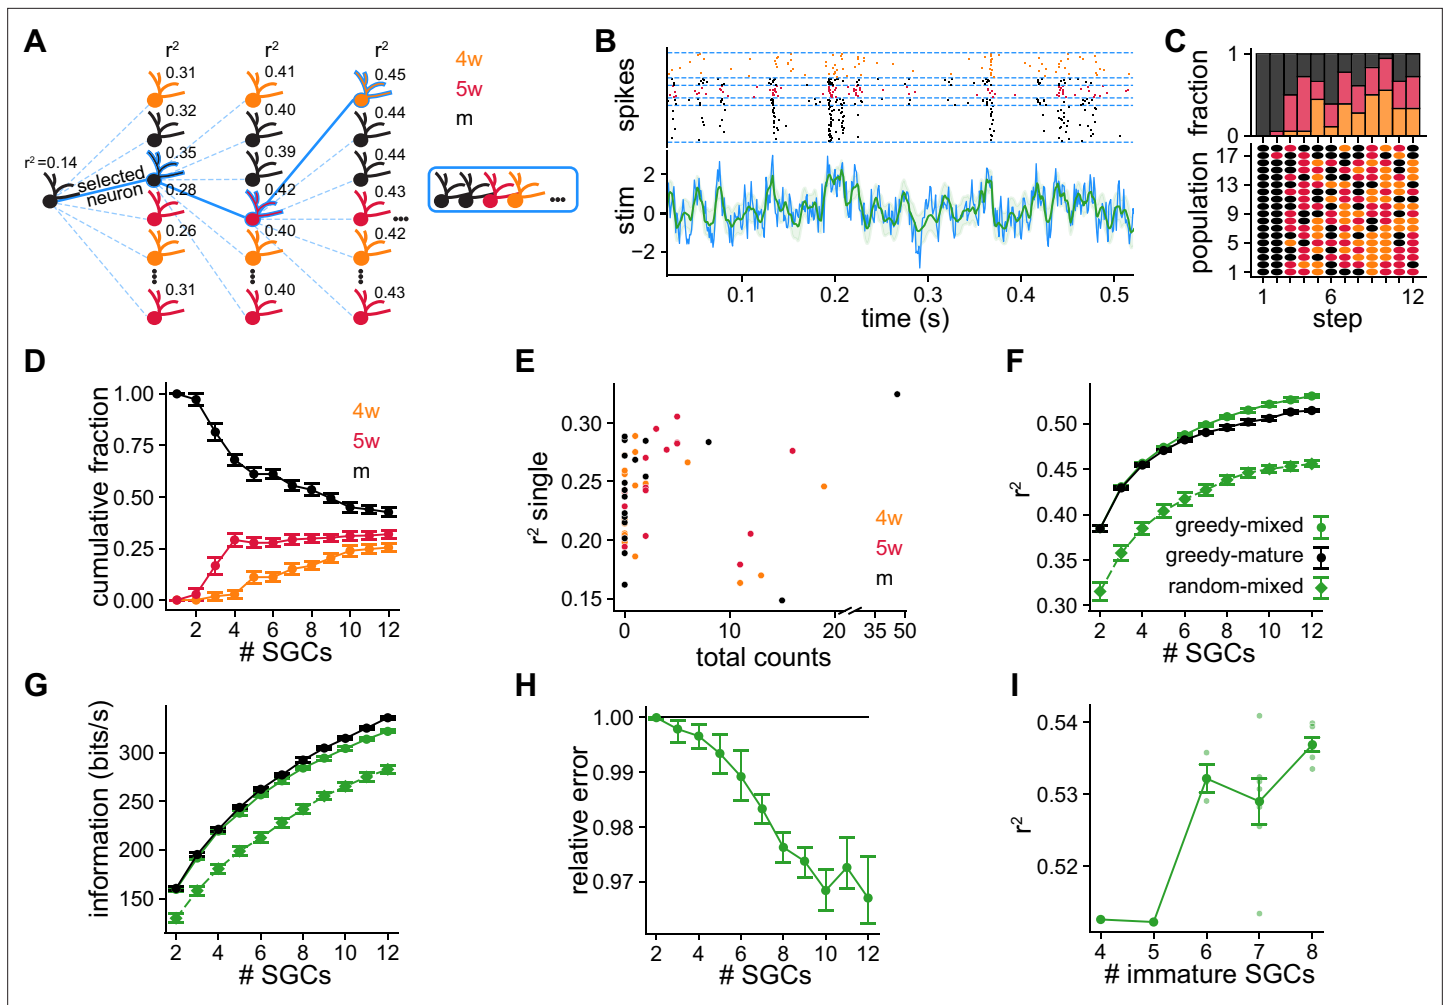 A
r²
r²
r²
4w
5w
m
0.31
0.41
0.45
0.32
0.40
0.44
r²=0.14
0.35
0.39
0.44
selected
neuron
0.28
0.42
0.43
0.26
0.40
0.42
0.31
0.40
0.43
B
spikes
stim
2
0
−2
0.1
0.2
0.3
0.4
0.5
time (s)
C
fraction
1
0
population
17
13
9
5
1
1
6
12
step
D
cumulative fraction
1.00
0.75
0.50
0.25
0.00
4w
5w
m
2
4
6
8
10
12
# SGCs
E
r² single
0.30
0.25
0.20
0.15
4w
5w
m
0
10
20
35
50
total counts
F
r²
0.50
0.45
0.40
0.35
0.30
greedy-mixed
greedy-mature
random-mixed
2
4
6
8
10
12
# SGCs
G
information (bits/s)
300
250
200
150
2
4
6
8
10
12
# SGCs
H
relative error
1.00
0.99
0.98
0.97
2
4
6
8
10
12
# SGCs
I
r²
0.54
0.53
0.52
4
5
6
7
8
# immature SGCs